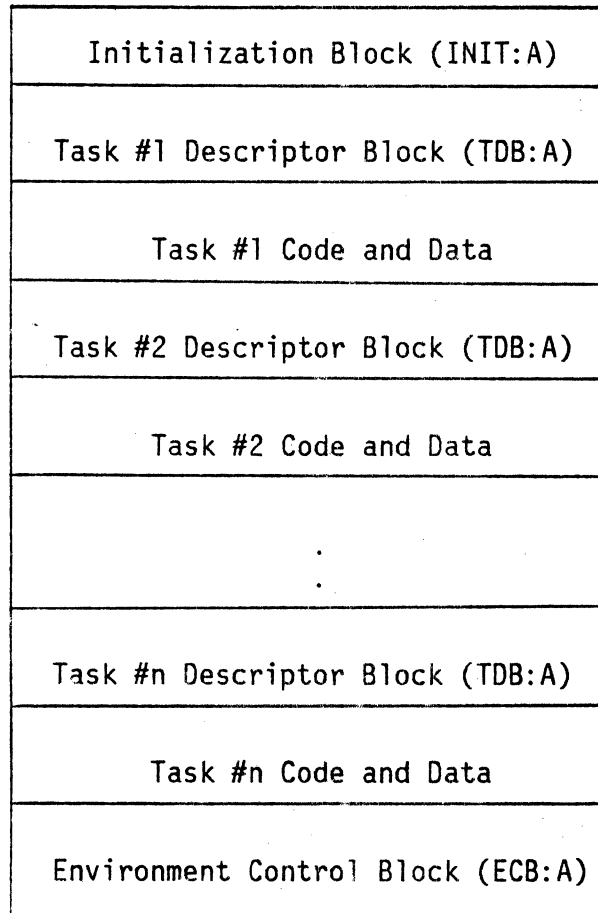 Initialization Block (INIT:A)
Task #1 Descriptor Block (TDB:A)
Task #1 Code and Data
Task #2 Descriptor Block (TDB:A)
Task #2 Code and Data
.
.
Task #n Descriptor Block (TDB:A)
Task #n Code and Data
Environment Control Block (ECB:A)